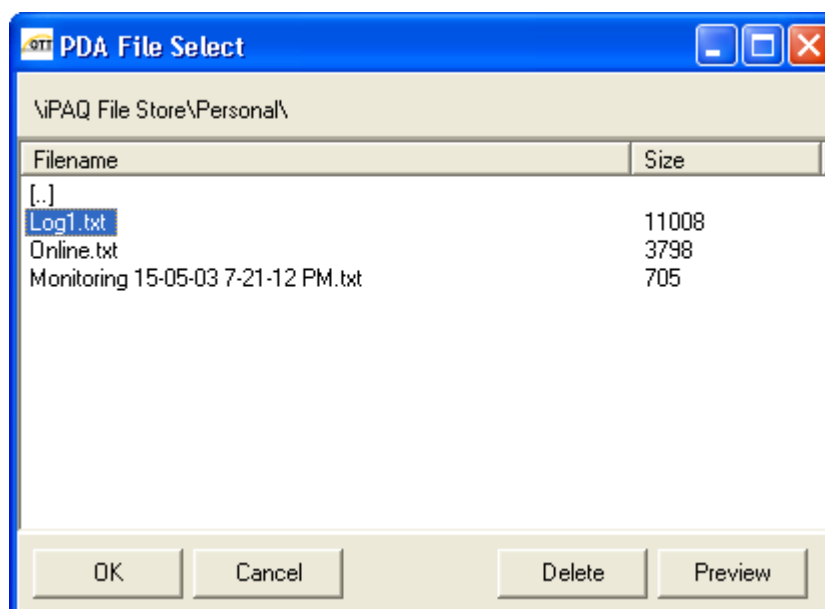 OTT PDA File Select
\iPAQ File Store\Personal\
Filename Size
[..]
Log1.txt 11008
Online.txt 3798
Monitoring 15-05-03 7-21-12 PM.txt 705
OK Cancel Delete Preview